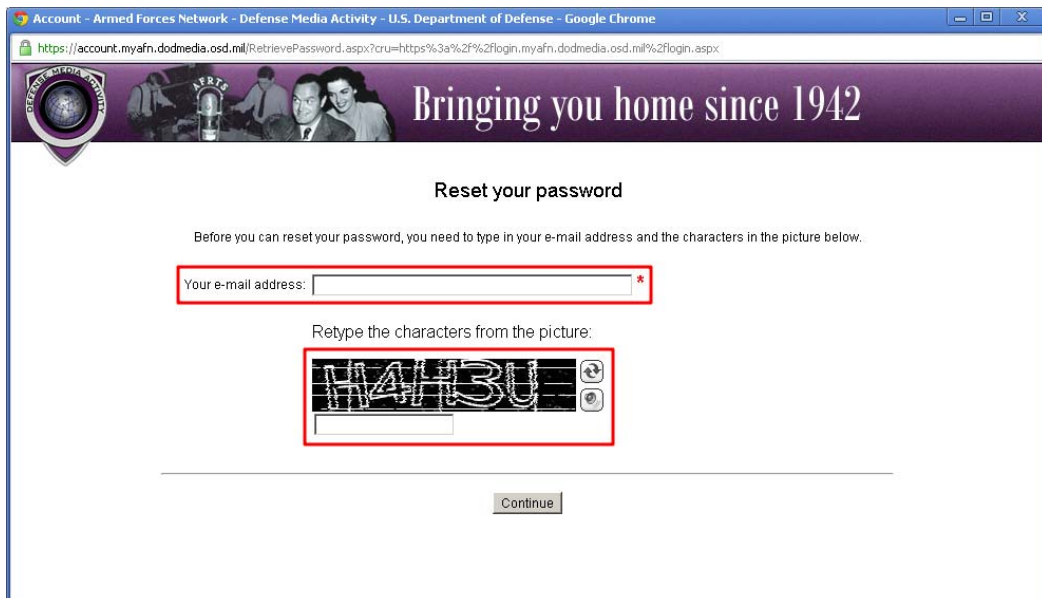 Account - Armed Forces Network - Defense Media Activity - U.S. Department of Defense - Google Chrome
https://account.myafn.dodmedia.osd.mil/RetrievePassword.aspx?cru=https%3a%2f%2flogin.myafn.dodmedia.osd.mil%2flogin.aspx
DEFENSE MEDIA ACTIVITY
AFRTS
Bringing you home since 1942
Reset your password
Before you can reset your password, you need to type in your e-mail address and the characters in the picture below.
Your e-mail address: *
Retype the characters from the picture:
H4H3U
Continue